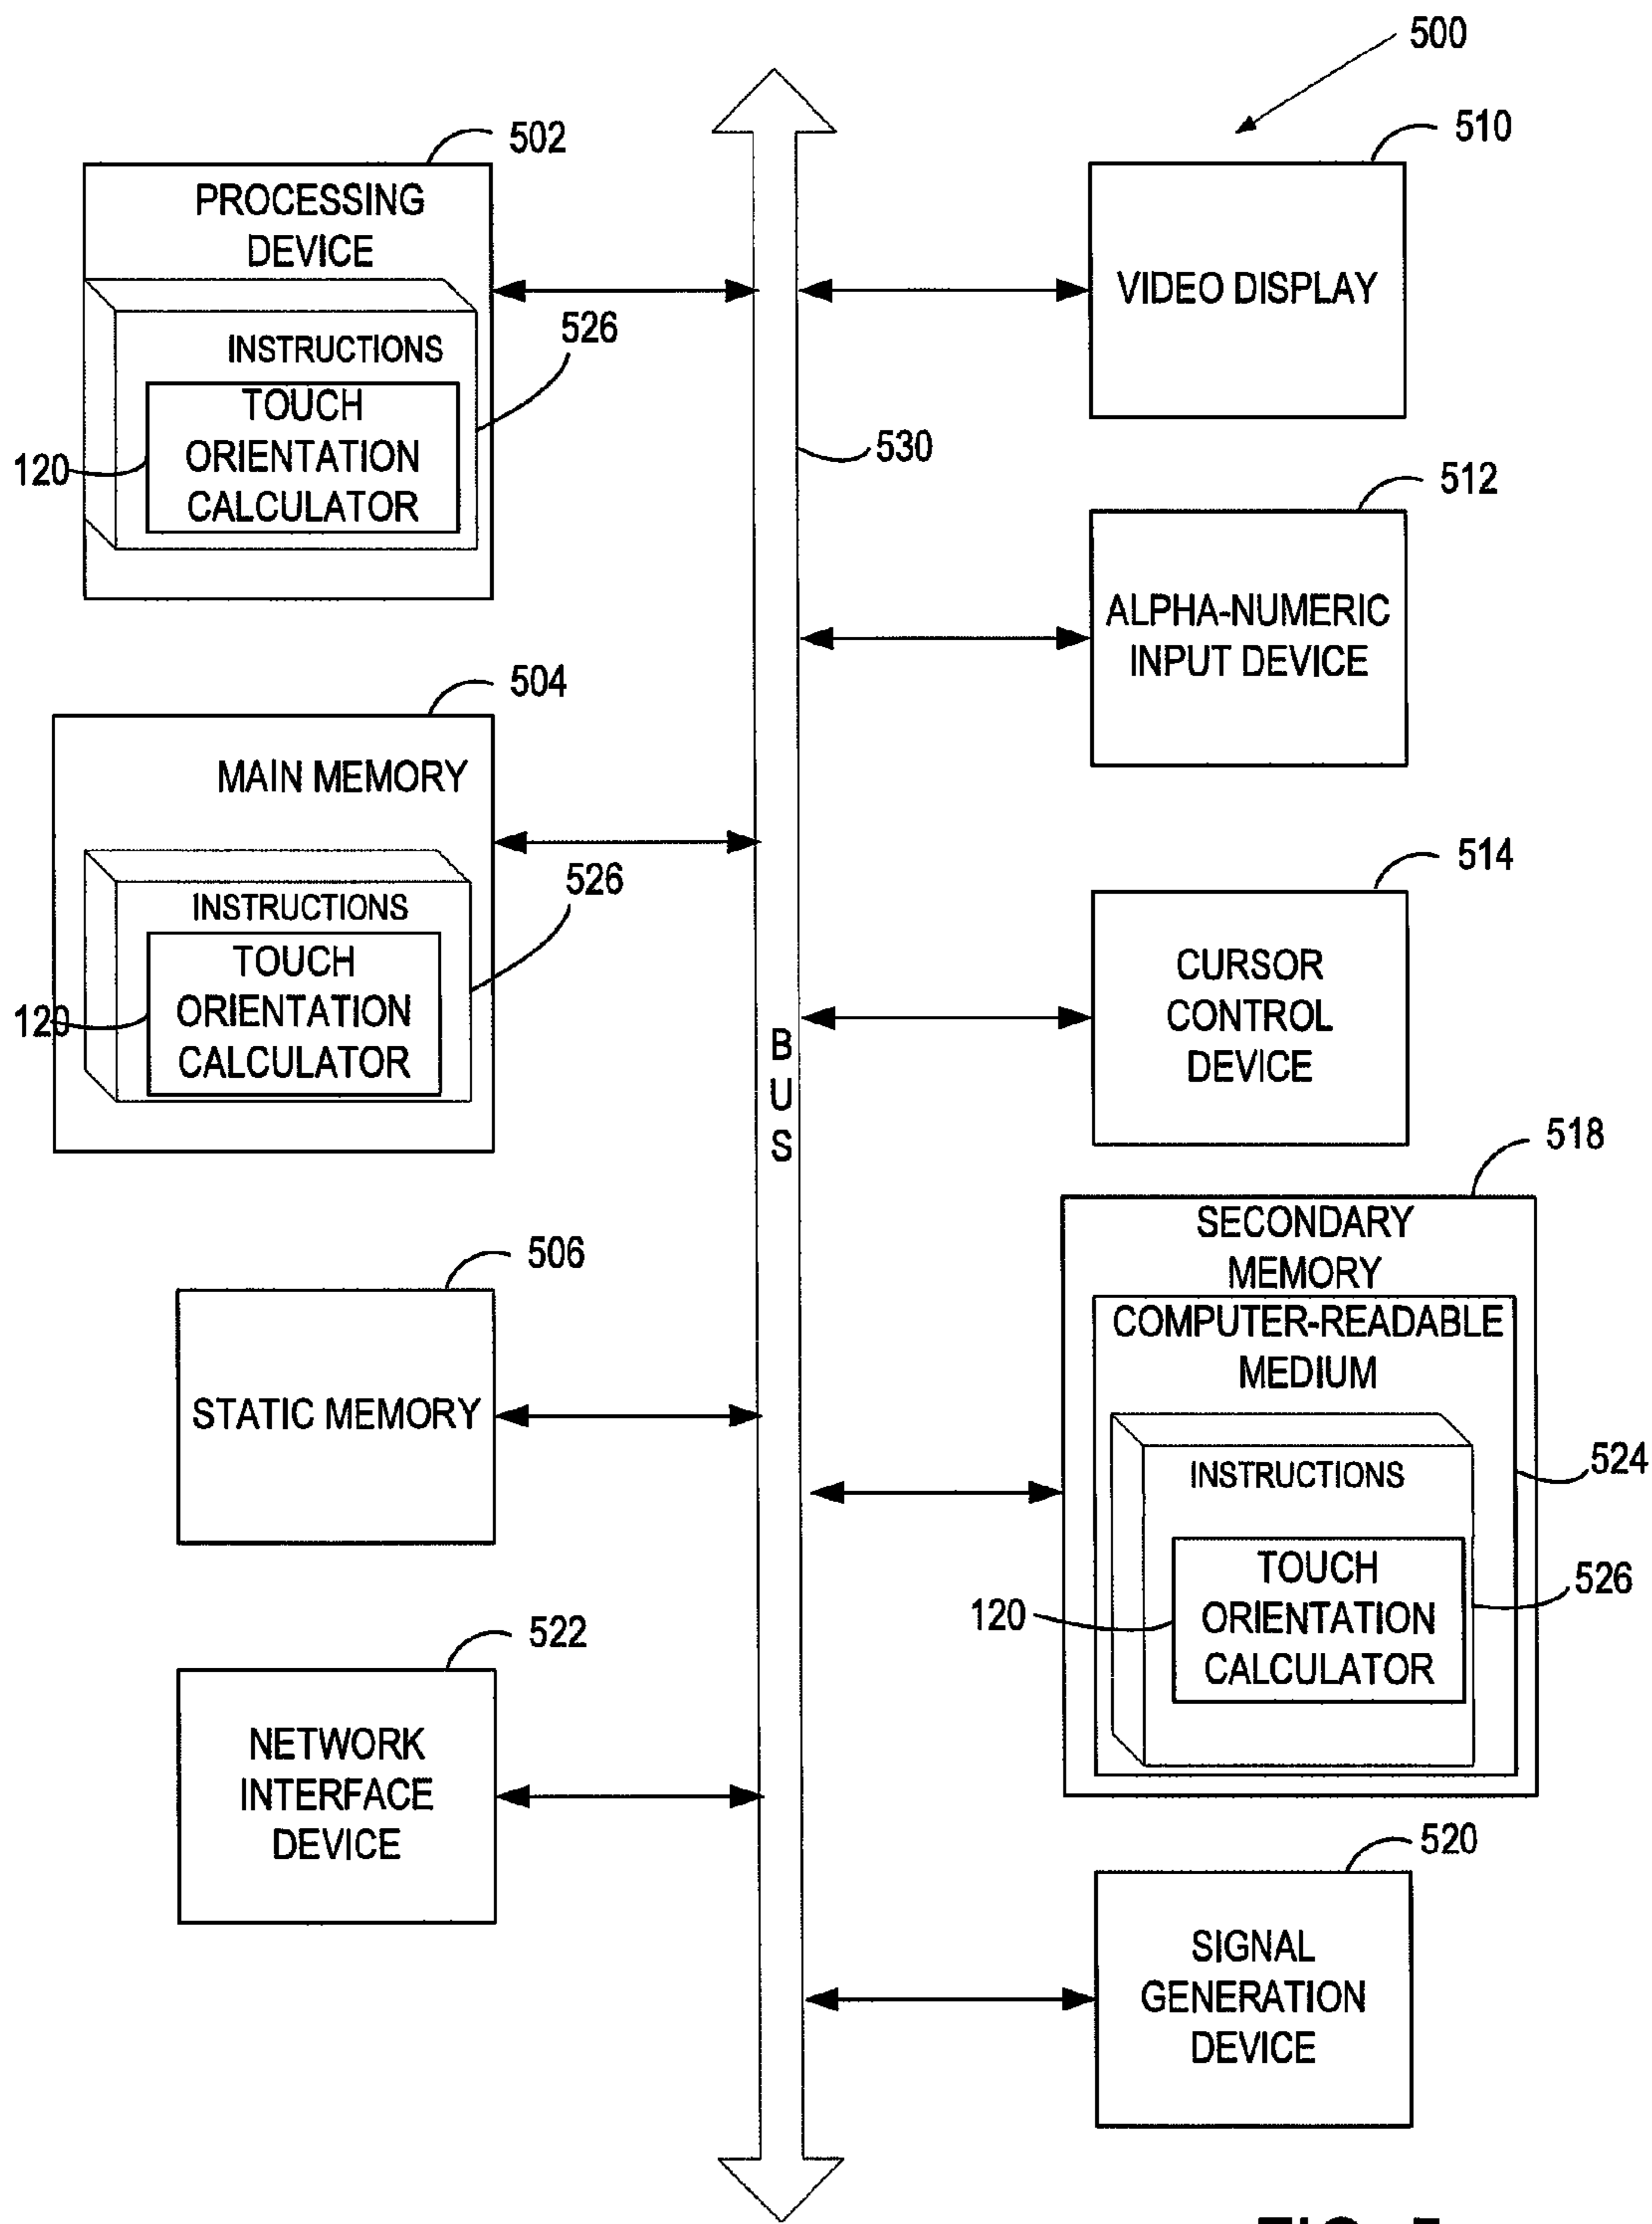 500
502
PROCESSING
DEVICE
INSTRUCTIONS
526
TOUCH
ORIENTATION
CALCULATOR
120
504
MAIN MEMORY
INSTRUCTIONS
526
TOUCH
ORIENTATION
CALCULATOR
120
506
STATIC MEMORY
522
NETWORK
INTERFACE
DEVICE
530
B
U
S
510
VIDEO DISPLAY
512
ALPHA-NUMERIC
INPUT DEVICE
514
CURSOR
CONTROL
DEVICE
518
SECONDARY
MEMORY
COMPUTER-READABLE
MEDIUM
524
INSTRUCTIONS
526
TOUCH
ORIENTATION
CALCULATOR
120
520
SIGNAL
GENERATION
DEVICE